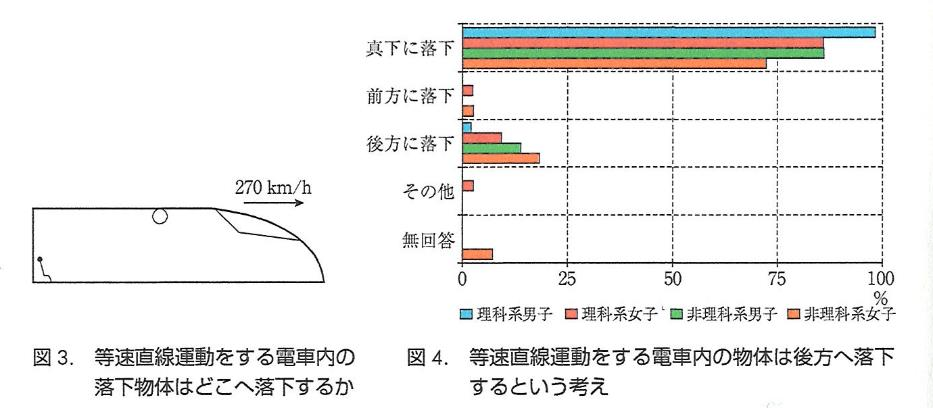 真下に落下
前方に落下
後方に落下
その他
無回答
0 25 50 75 100
%
理科系男子 理科系女子 非理科系男子 非理科系女子
270 km/h
図3. 等速直線運動をする電車内の
落下物体はどこへ落下するか
図4. 等速直線運動をする電車内の物体は後方へ落下
するという考え